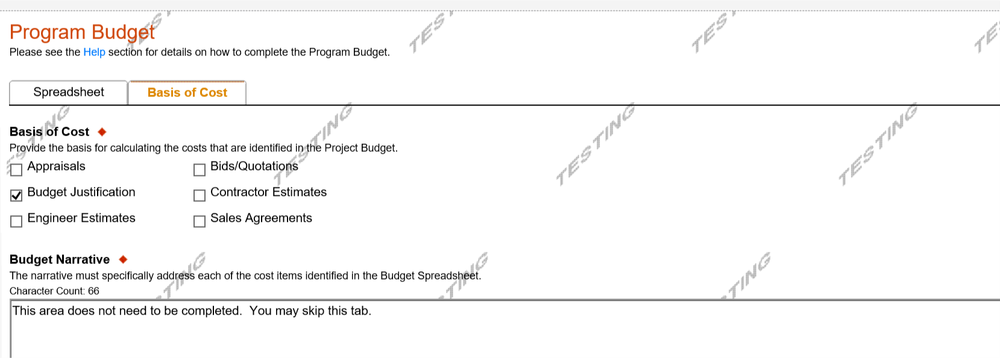 Program Budget
Please see the Help section for details on how to complete the Program Budget.
Spreadsheet
Basis of Cost
Basis of Cost
Provide the basis for calculating the costs that are identified in the Project Budget.
Appraisals
Bids/Quotations
Budget Justification
Contractor Estimates
Engineer Estimates
Sales Agreements
Budget Narrative
The narrative must specifically address each of the cost items identified in the Budget Spreadsheet.
Character Count: 66
This area does not need to be completed.  You may skip this tab.
TESTING
TESTING
TESTING